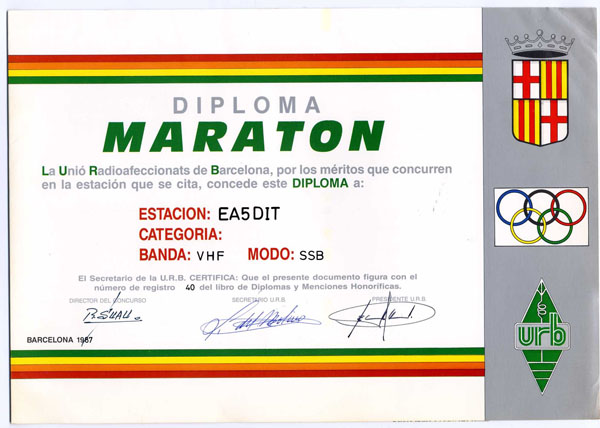 DIPLOMA
MARATON
La Unió Radioafeccionats de Barcelona, por los méritos que concurren
en la estación que se cita, concede este DIPLOMA a:
ESTACION: EA5DIT
CATEGORIA:
BANDA: VHF MODO: SSB
El Secretario de la U.R.B. CERTIFICA: Que el presente documento figura con el
número de registro 40 del libro de Diplomas y Menciones Honoríficas.
DIRECTOR DEL CONCURSO SECRETARIO U.R.B. PRESIDENTE U.R.B.
BARCELONA 1987
urb